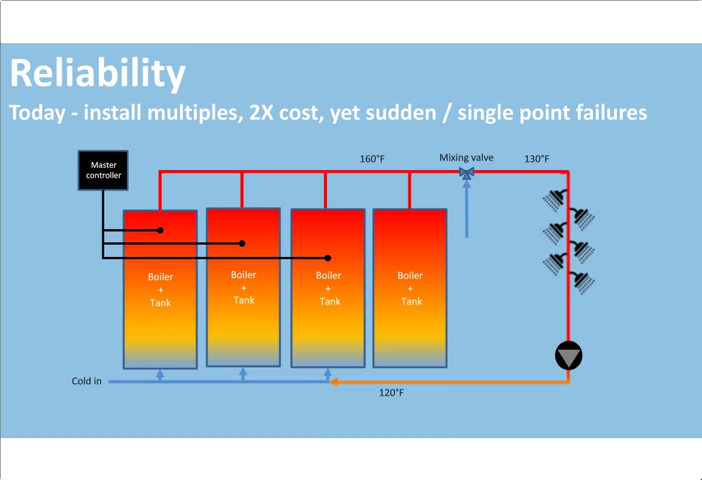 Reliability
Today - install multiples, 2X cost, yet sudden / single point failures
Master
controller
160°F
Mixing valve
130°F
Boiler
+
Tank
Boiler
+
Tank
Boiler
+
Tank
Boiler
+
Tank
Cold in
120°F